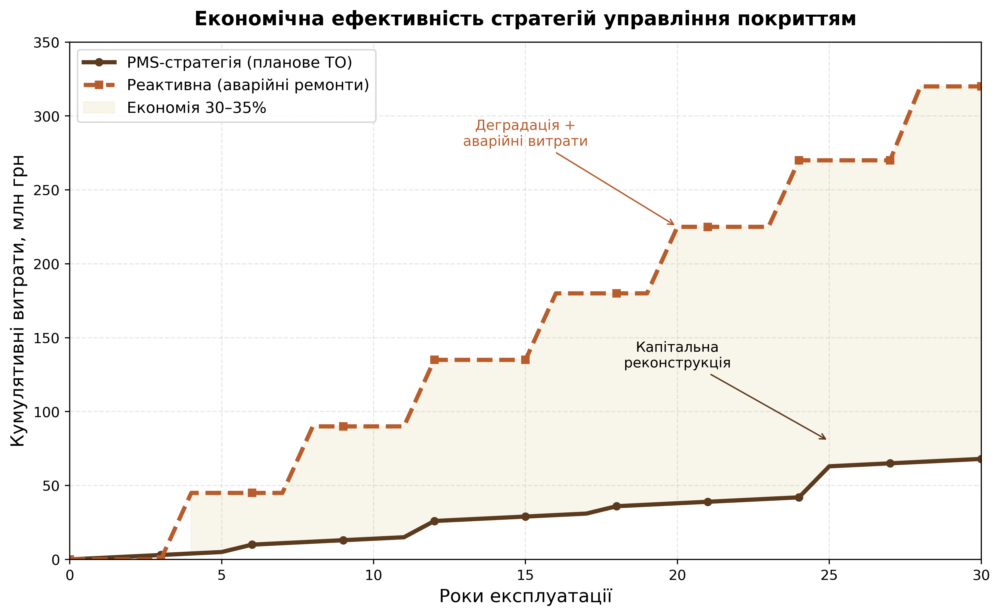 Економічна ефективність стратегій управління покриттям
PMS-стратегія (планове ТО)
Реактивна (аварійні ремонти)
Економія 30–35%
Деградація +
аварійні витрати
Капітальна
реконструкція
Кумулятивні витрати, млн грн
350
300
250
200
150
100
50
0
0 5 10 15 20 25 30
Роки експлуатації